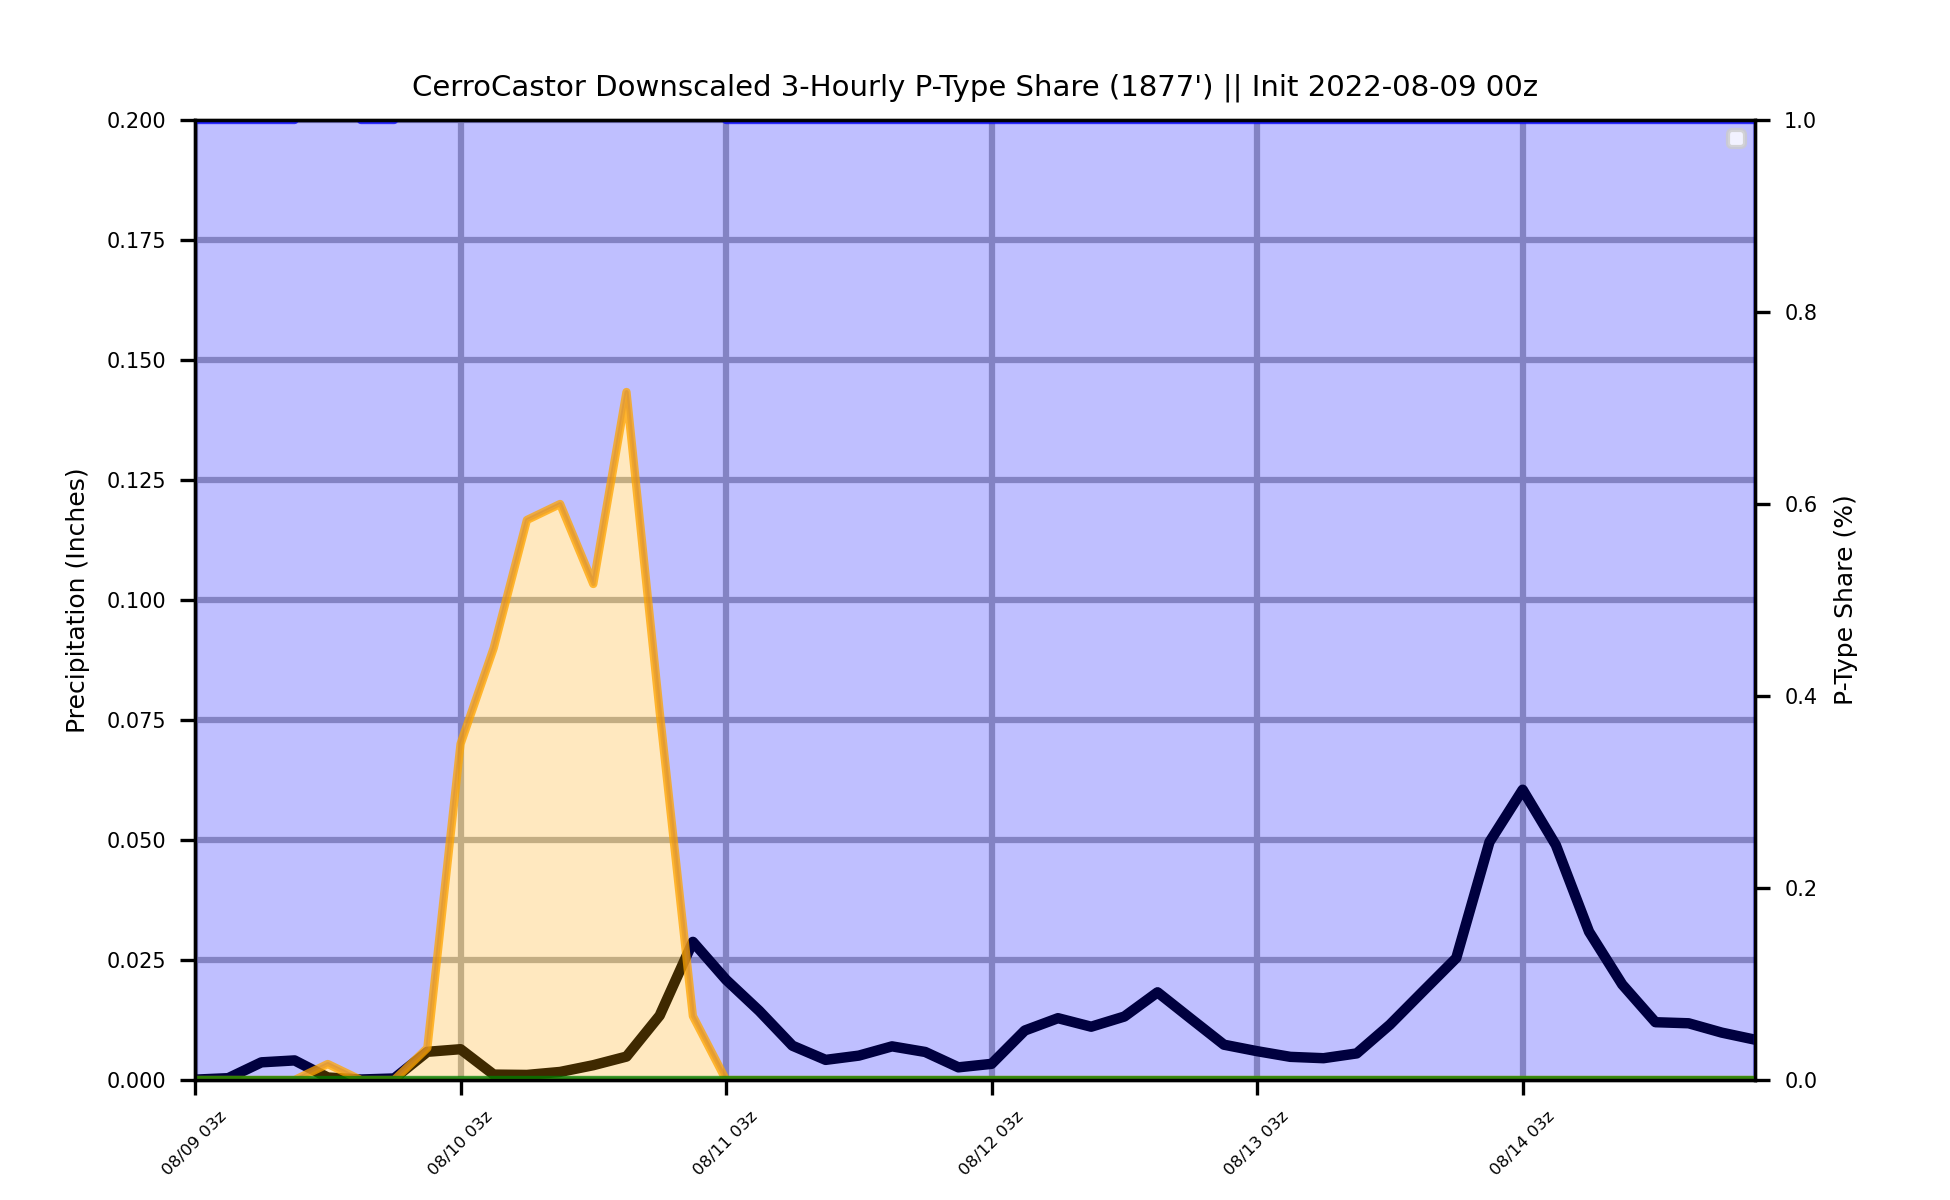 CerroCastor Downscaled 3-Hourly P-Type Share (1877') || Init 2022-08-09 00z
0.200
0.175
0.150
0.125
0.100
0.075
0.050
0.025
0.000
Precipitation (Inches)
1.0
0.8
0.6
0.4
0.2
0.0
P-Type Share (%)
08/09 03z
08/10 03z
08/11 03z
08/12 03z
08/13 03z
08/14 03z